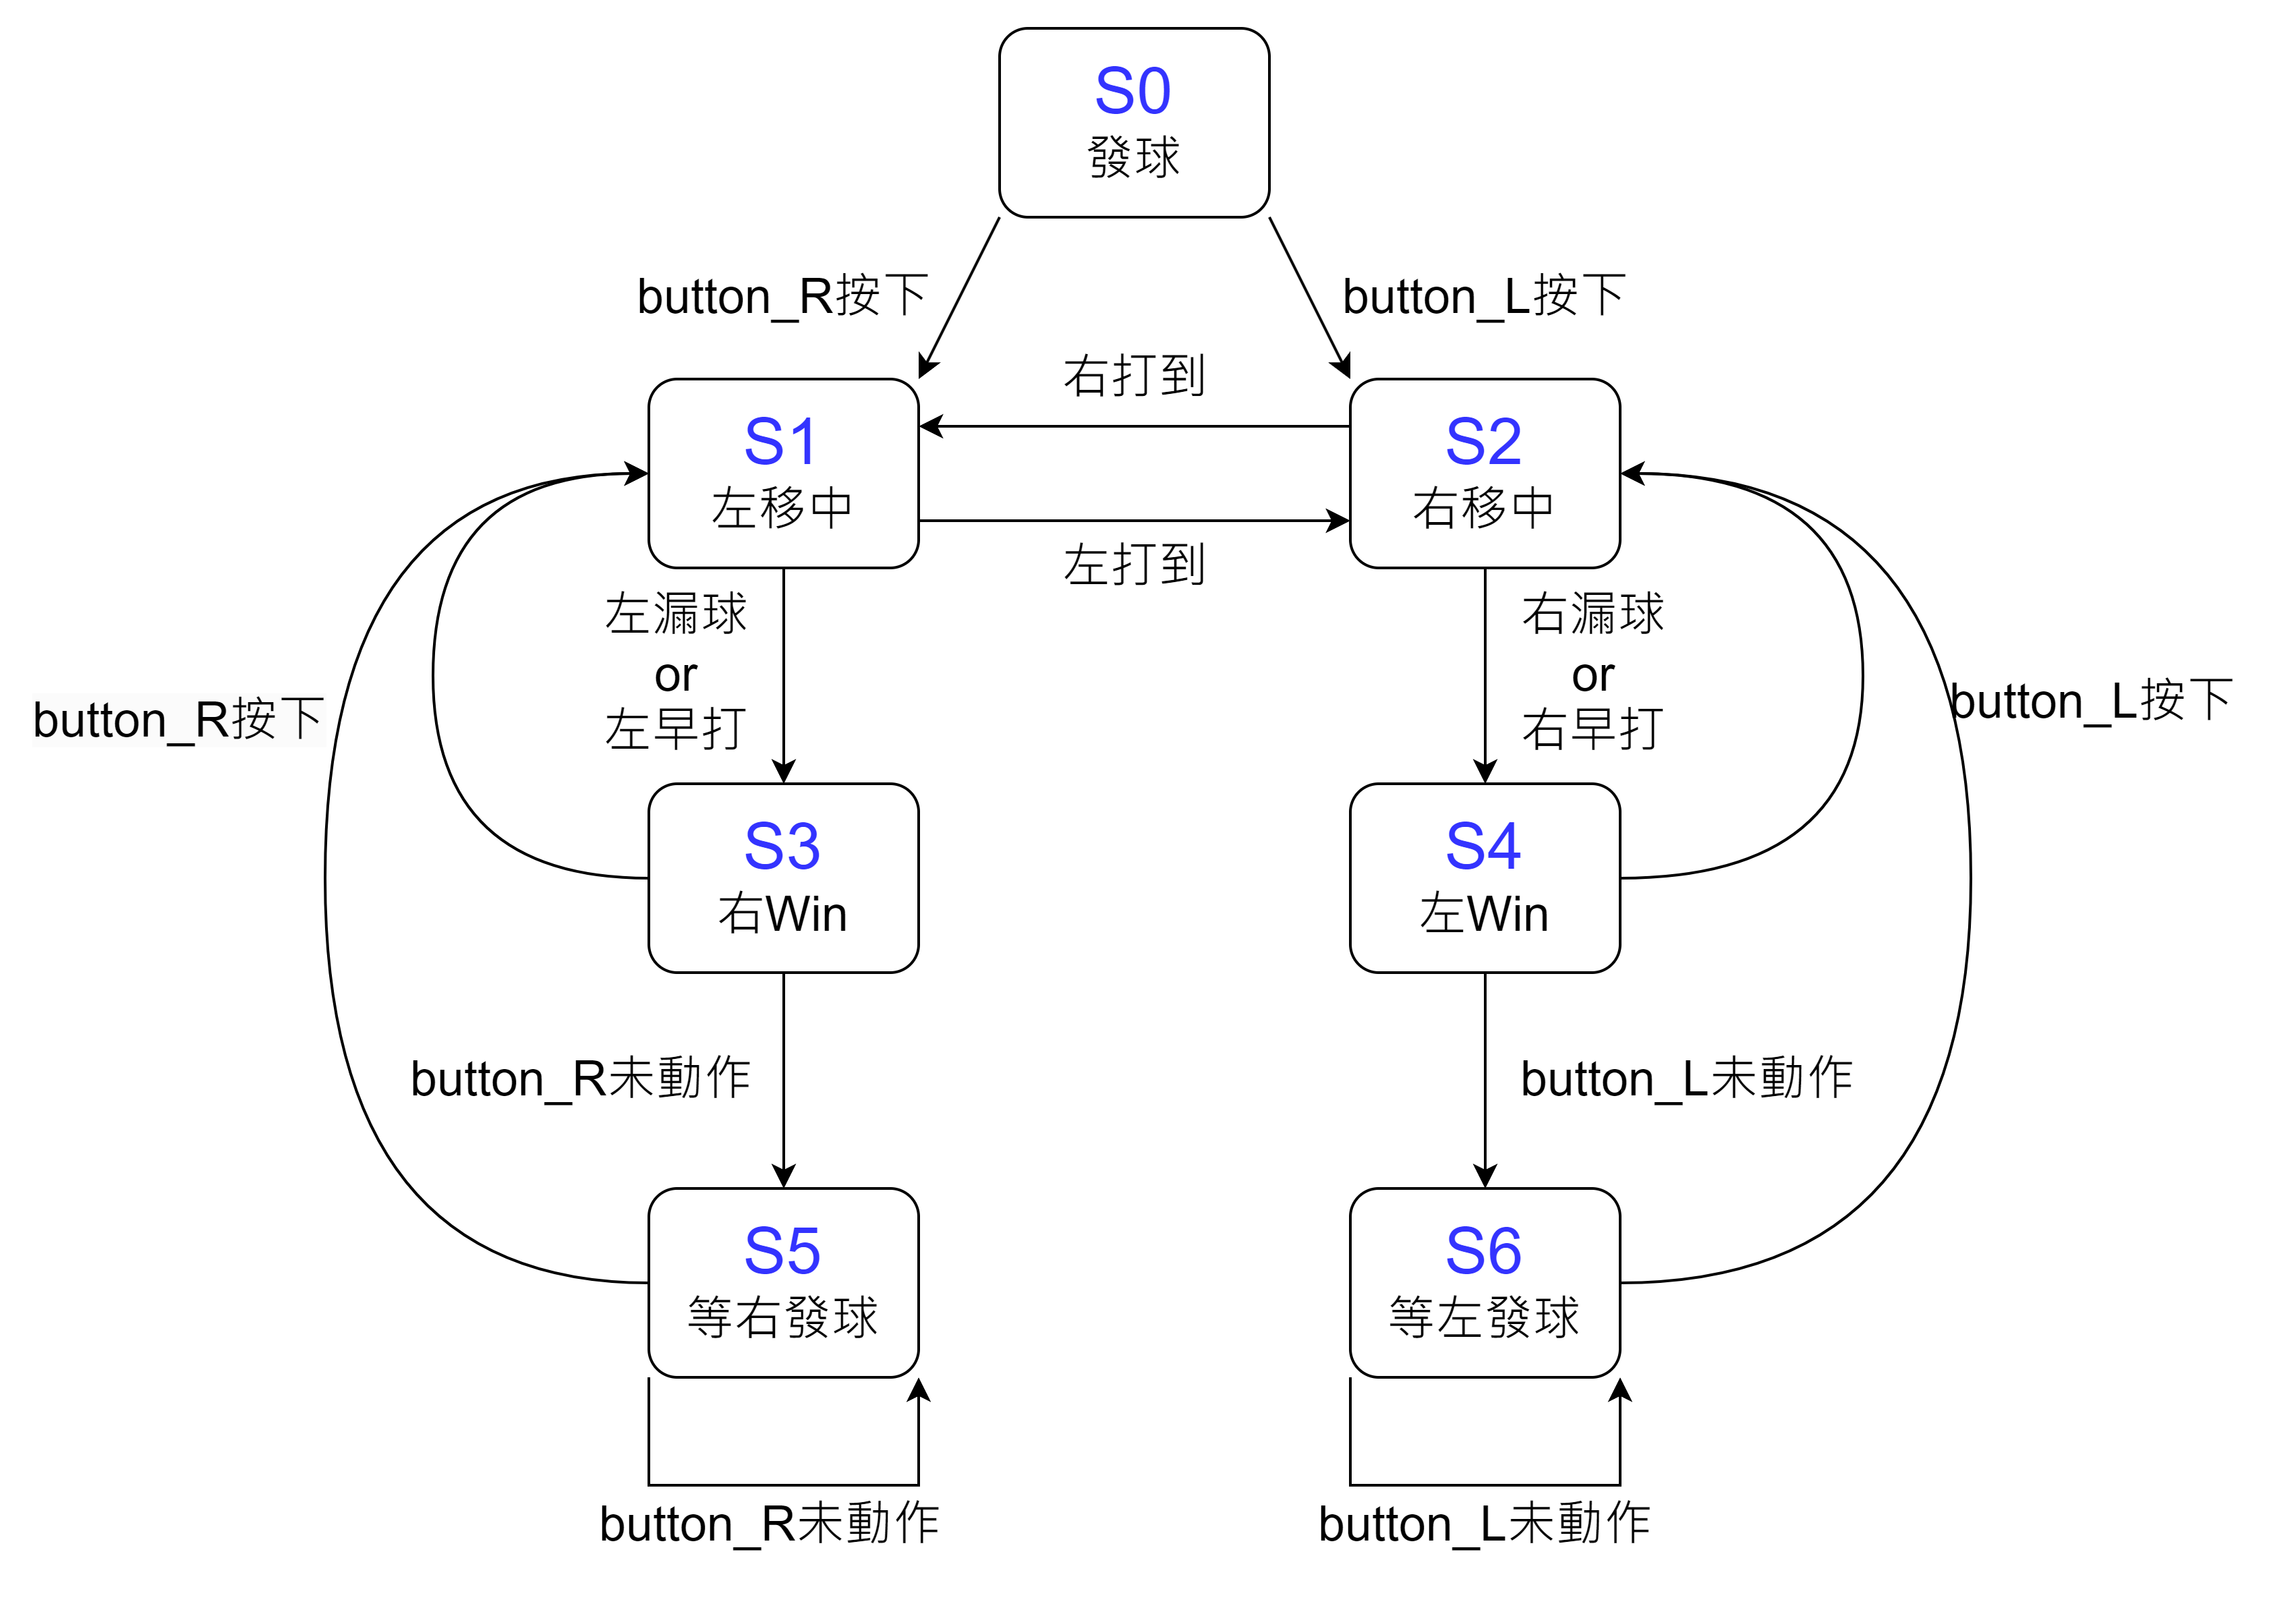 S0
發球
button_R按下
button_L按下
右打到
S1
左移中
S2
右移中
左打到
左漏球
or
左早打
右漏球
or
右早打
button_R按下
button_L按下
S3
右Win
S4
左Win
button_R未動作
button_L未動作
S5
等右發球
S6
等左發球
button_R未動作
button_L未動作